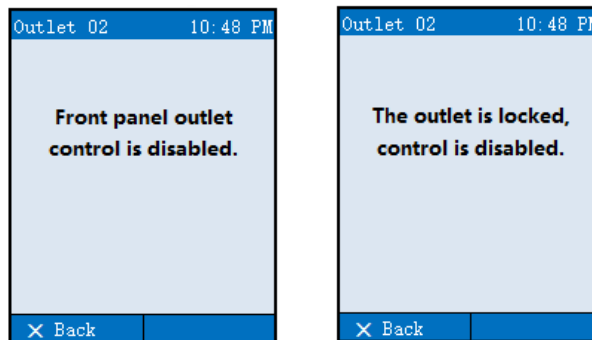 Outlet 02 10:48 PM
Front panel outlet
control is disabled.
X Back
Outlet 02 10:48 PM
The outlet is locked,
control is disabled.
X Back